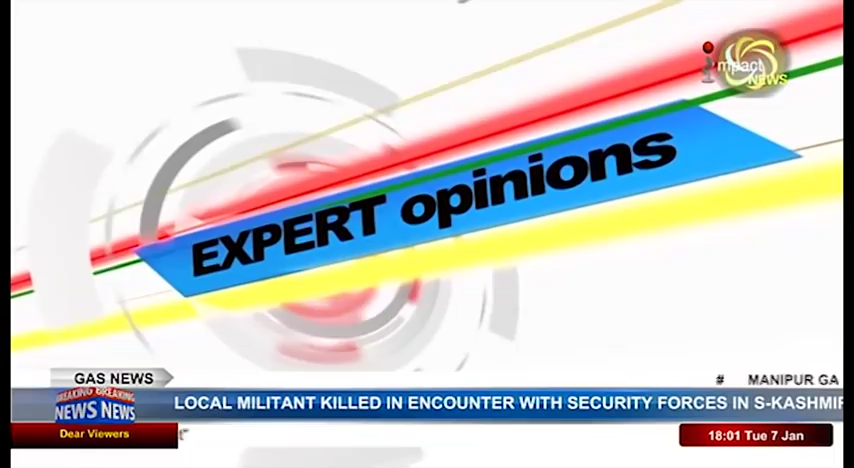 mpact
NEWS
EXPERT opinions
GAS NEWS
# MANIPUR GA
BREAKING BREAKING
NEWS NEWS
LOCAL MILITANT KILLED IN ENCOUNTER WITH SECURITY FORCES IN S-KASHMIR
Dear Viewers
18:01 Tue 7 Jan